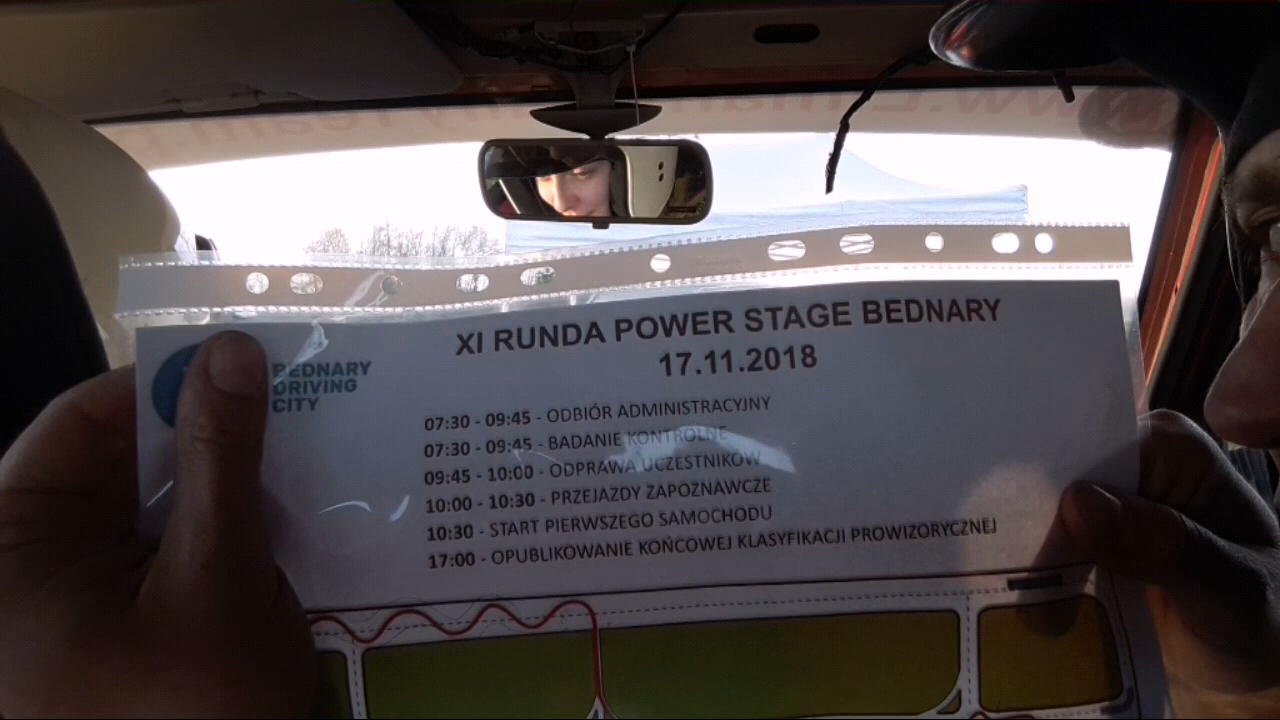 XI RUNDA POWER STAGE BEDNARY
17.11.2018
BEDNARY
DRIVING
CITY
07:30 - 09:45 - ODBIÓR ADMINISTRACYJNY
07:30 - 09:45 - BADANIE KONTROLNE
09:45 - 10:00 - ODPRAWA UCZESTNIKÓW
10:00 - 10:30 - PRZEJAZDY ZAPOZNAWCZE
10:30 - START PIERWSZEGO SAMOCHODU
17:00 - OPUBLIKOWANIE KOŃCOWEJ KLASYFIKACJI PROWIZORYCZNEJ